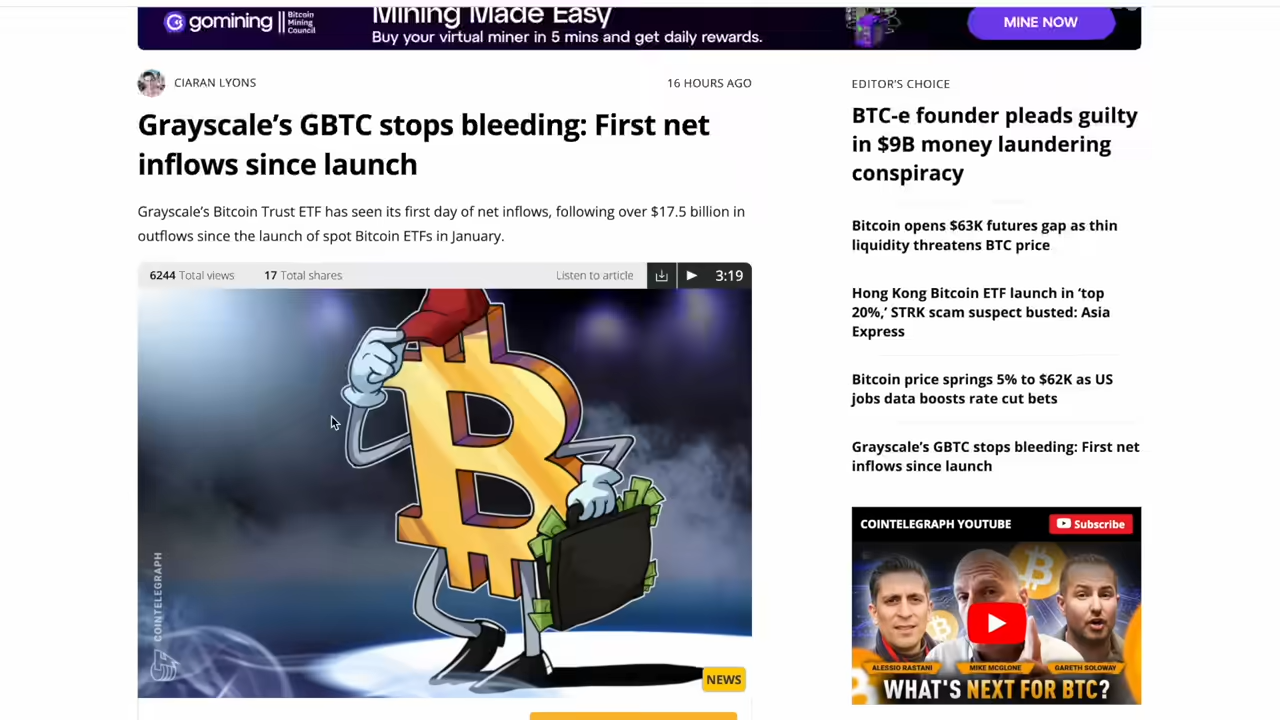 gomining
Bitcoin
Mining
Council
Mining Made Easy
Buy your virtual miner in 5 mins and get daily rewards.
MINE NOW
CIARAN LYONS
16 HOURS AGO
Grayscale’s GBTC stops bleeding: First net
inflows since launch
Grayscale’s Bitcoin Trust ETF has seen its first day of net inflows, following over $17.5 billion in
outflows since the launch of spot Bitcoin ETFs in January.
6244 Total views
17 Total shares
Listen to article
3:19
COINTELEGRAPH
NEWS
EDITOR’S CHOICE
BTC-e founder pleads guilty
in $9B money laundering
conspiracy
Bitcoin opens $63K futures gap as thin
liquidity threatens BTC price
Hong Kong Bitcoin ETF launch in ‘top
20%,’ STRK scam suspect busted: Asia
Express
Bitcoin price springs 5% to $62K as US
jobs data boosts rate cut bets
Grayscale’s GBTC stops bleeding: First net
inflows since launch
COINTELEGRAPH YOUTUBE
Subscribe
ALESSIO RASTANI
MIKE MCGLONE
GARETH SOLOWAY
WHAT'S NEXT FOR BTC?